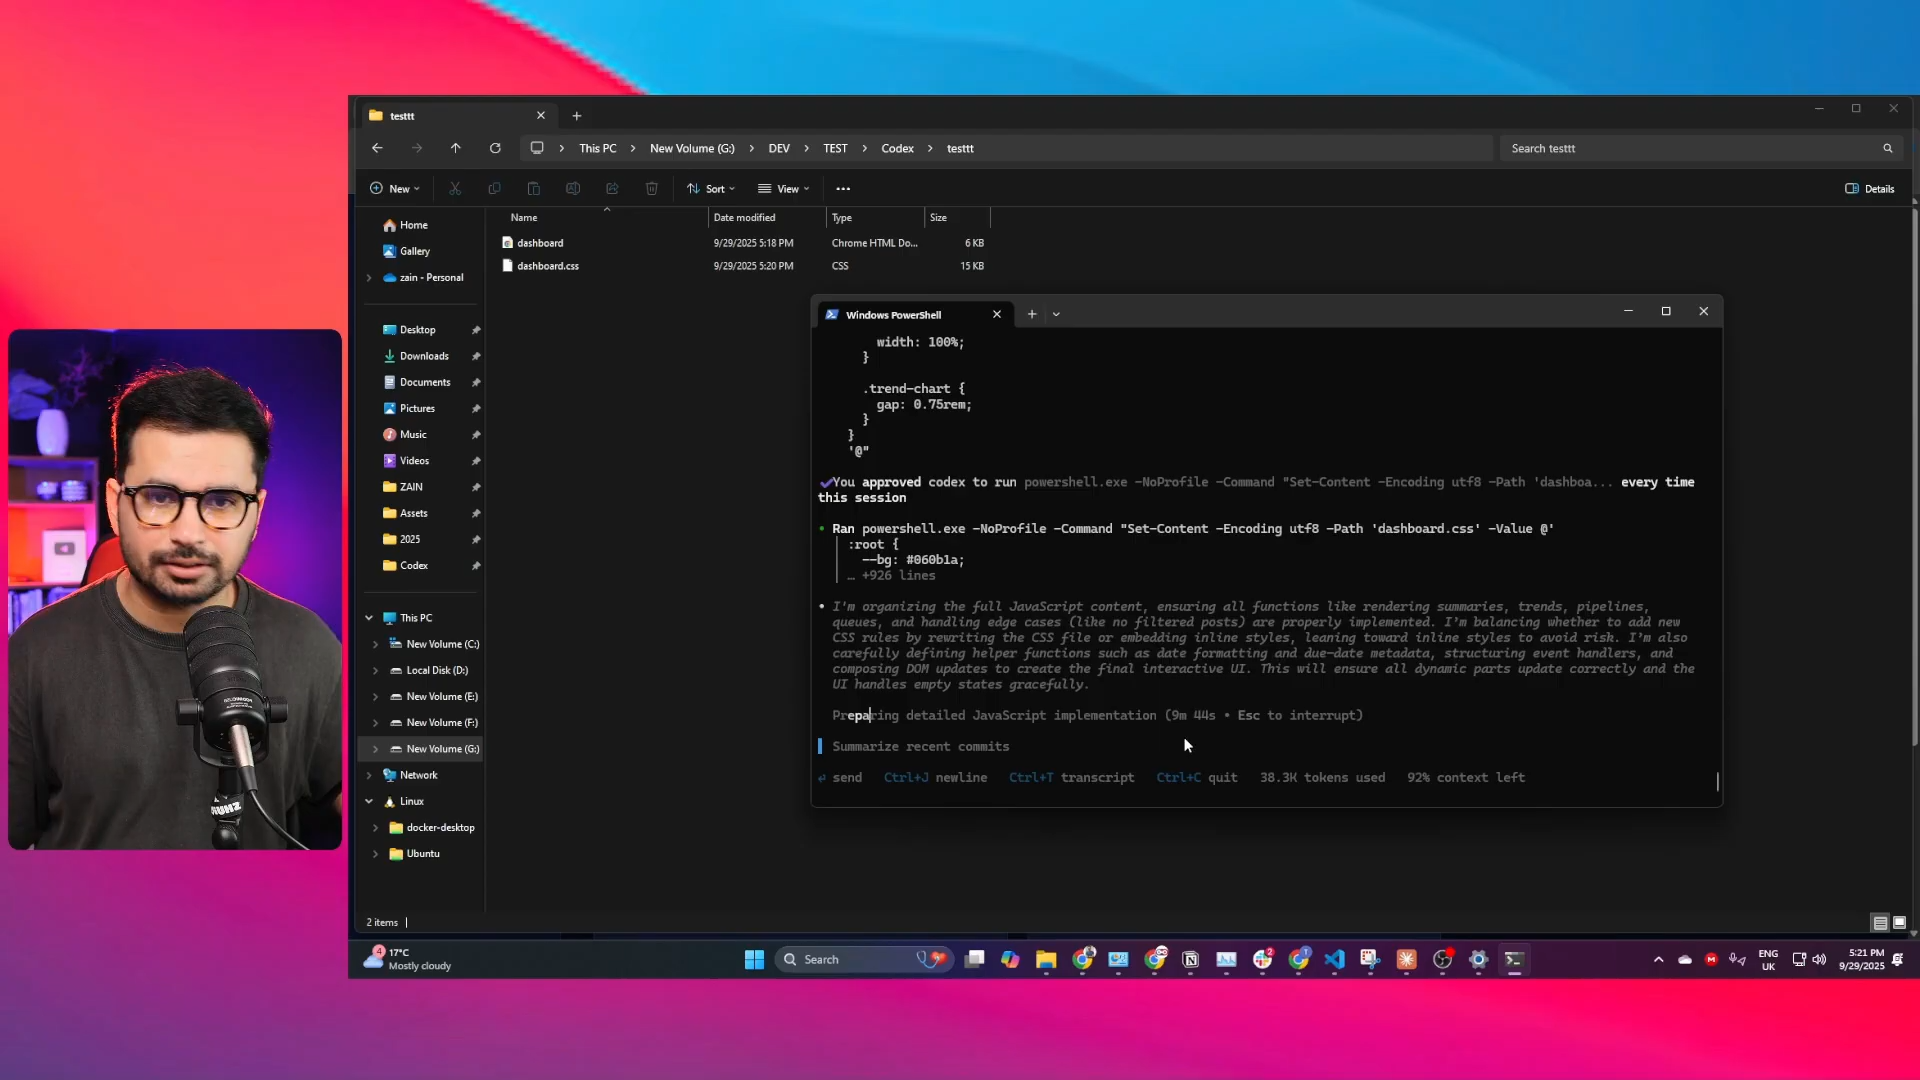 testtt
This PC
New Volume (G:)
DEV
TEST
Codex
testtt
Search testtt
New
Sort
View
Details
Name
Date modified
Type
Size
dashboard
9/29/2025 5:18 PM
Chrome HTML Do...
6 KB
dashboard.css
9/29/2025 5:20 PM
CSS
15 KB
Home
Gallery
zain - Personal
Desktop
Downloads
Documents
Pictures
Music
Videos
ZAIN
Assets
2025
Codex
This PC
New Volume (C:)
Local Disk (D:)
New Volume (E:)
New Volume (F:)
New Volume (G:)
Network
Linux
docker-desktop
Ubuntu
2 items
Windows PowerShell
width: 100%;
}
.trend-chart {
gap: 0.75rem;
}
}
'@"
✔You approved codex to run powershell.exe -NoProfile -Command "Set-Content -Encoding utf8 -Path 'dashboa... every time
this session
• Ran powershell.exe -NoProfile -Command "Set-Content -Encoding utf8 -Path 'dashboard.css' -Value @'
:root {
--bg: #060b1a;
… +926 lines
• I'm organizing the full JavaScript content, ensuring all functions like rendering summaries, trends, pipelines,
queues, and handling edge cases (like no filtered posts) are properly implemented. I'm balancing whether to add new
CSS rules by rewriting the CSS file or embedding inline styles, leaning toward inline styles to avoid risk. I'm also
carefully defining helper functions such as date formatting and due-date metadata, structuring event handlers, and
composing DOM updates to create the final interactive UI. This will ensure all dynamic parts update correctly and the
UI handles empty states gracefully.
Preparing detailed JavaScript implementation (9m 44s • Esc to interrupt)
Summarize recent commits
⏎ send Ctrl+J newline Ctrl+T transcript Ctrl+C quit 38.3K tokens used 92% context left
4
17°C
Mostly cloudy
Search
2
1
ENG
UK
5:21 PM
9/29/2025